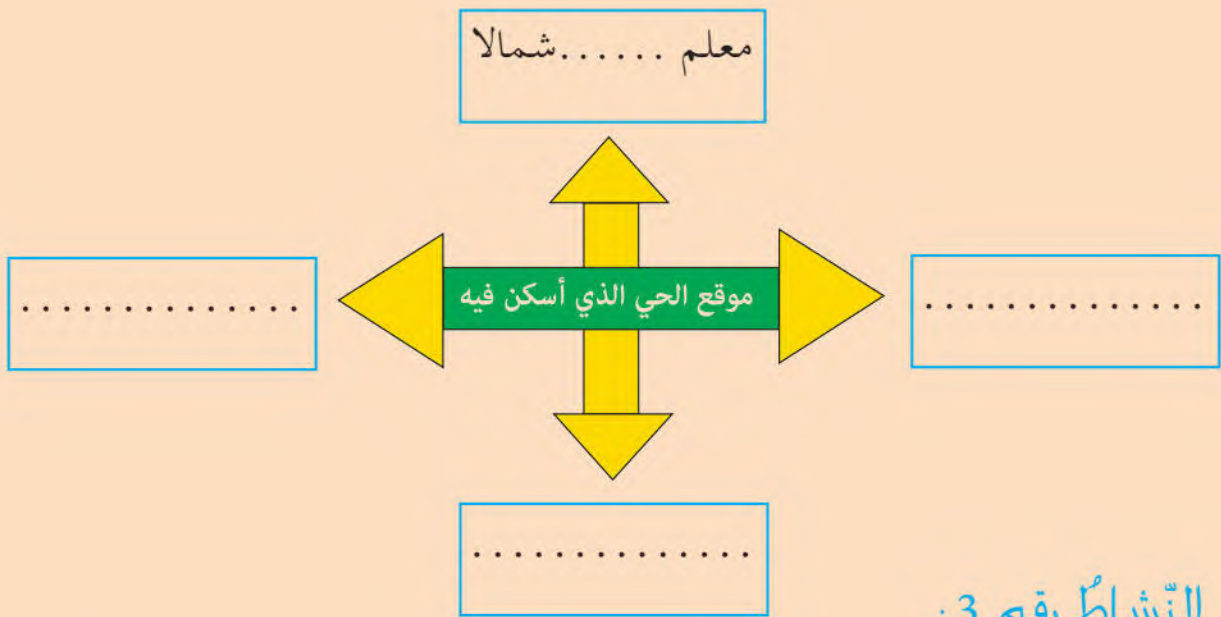 معلم ......شمالا
موقع الحي الذي أسكن فيه
..............
..............
..............
النّشاطُ رقم 3: